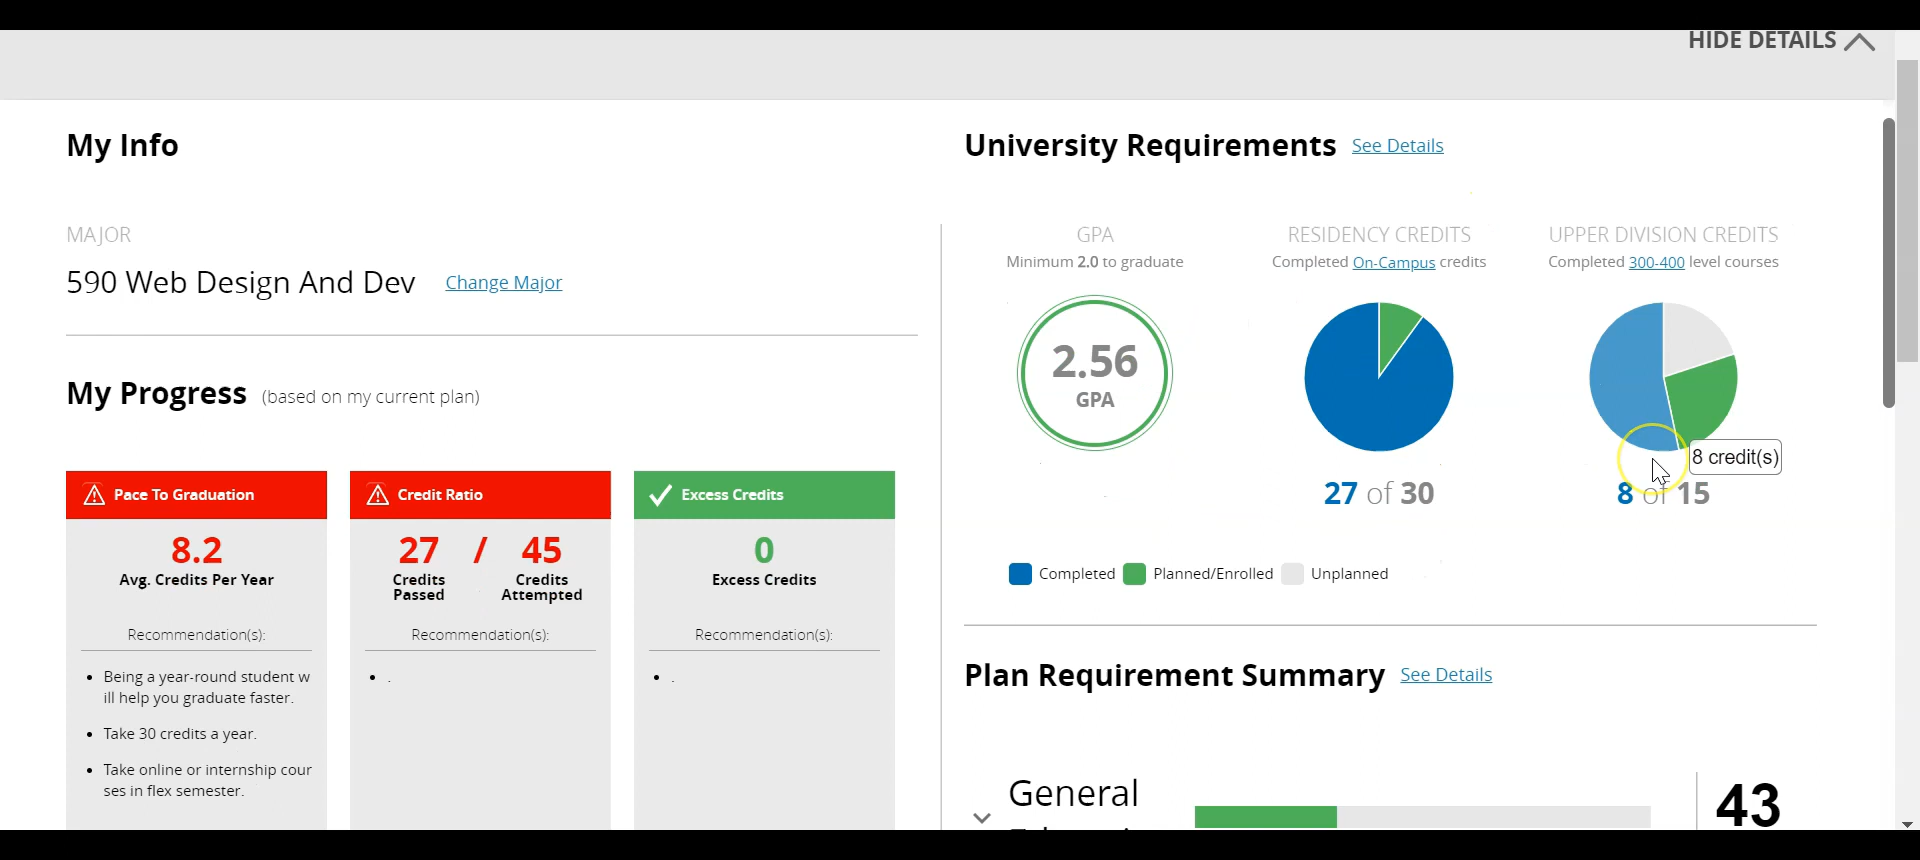 HIDE DETAILS
My Info
MAJOR
590 Web Design And Dev Change Major
My Progress (based on my current plan)
Pace To Graduation
8.2
Avg. Credits Per Year
Recommendation(s):
• Being a year-round student w
ill help you graduate faster.
• Take 30 credits a year.
• Take online or internship cour
ses in flex semester.
Credit Ratio
27 / 45
Credits Credits
Passed Attempted
Recommendation(s):
• .
Excess Credits
0
Excess Credits
Recommendation(s):
• .
University Requirements See Details
GPA
Minimum 2.0 to graduate
2.56
GPA
RESIDENCY CREDITS
Completed On-Campus credits
27 of 30
UPPER DIVISION CREDITS
Completed 300-400 level courses
8 credit(s)
8 of 15
Completed Planned/Enrolled Unplanned
Plan Requirement Summary See Details
General
43